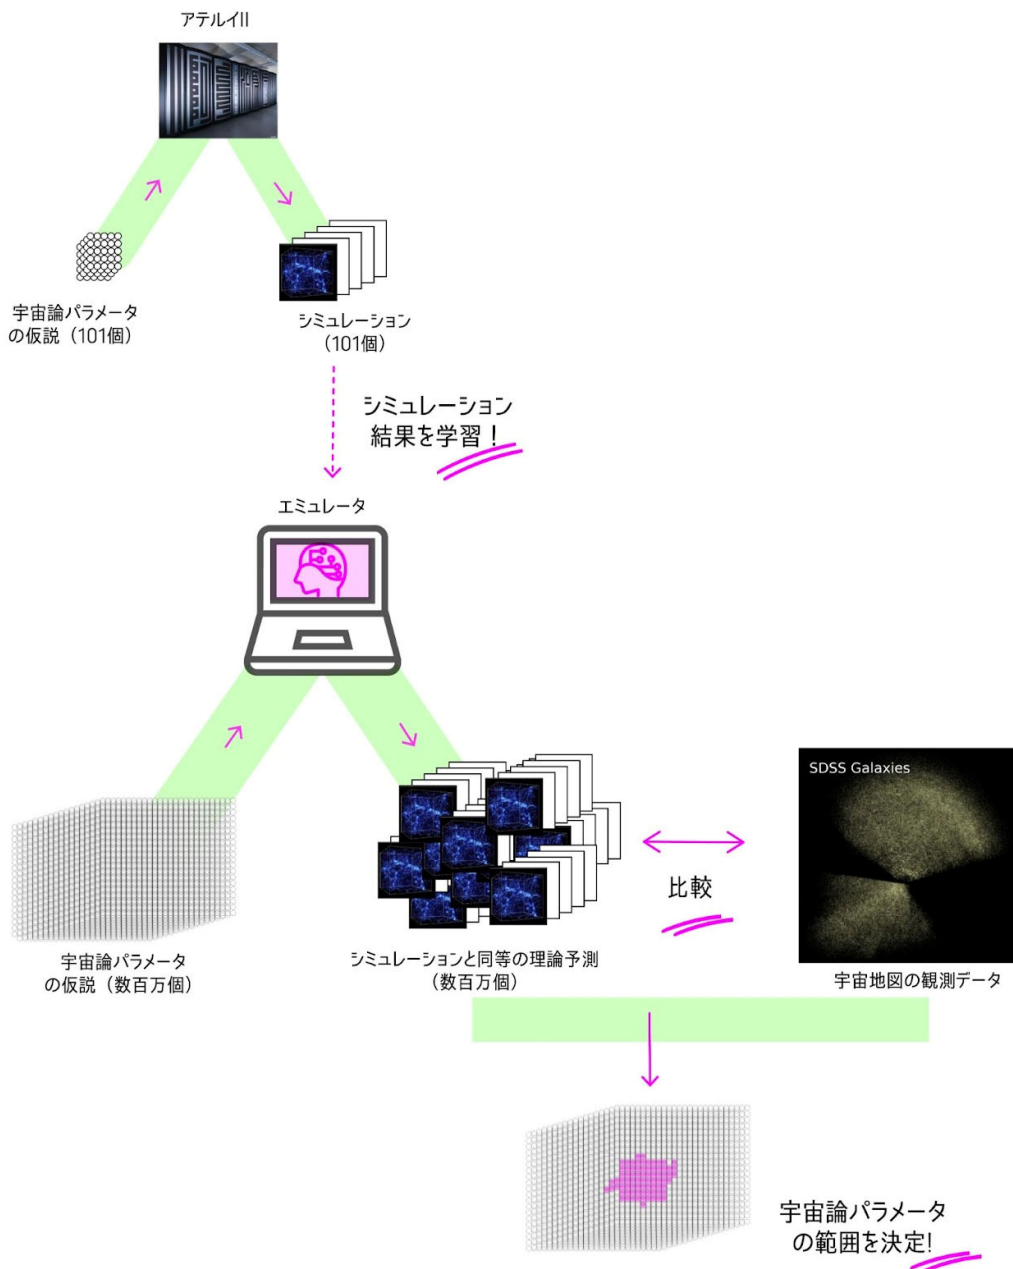 アテルイII
宇宙論パラメータ
の仮説（101個）
シミュレーション
（101個）
シミュレーション
結果を学習！
エミュレータ
SDSS Galaxies
比較
宇宙論パラメータ
の仮説（数百万個）
シミュレーションと同等の理論予測
（数百万個）
宇宙地図の観測データ
宇宙論パラメータ
の範囲を決定!